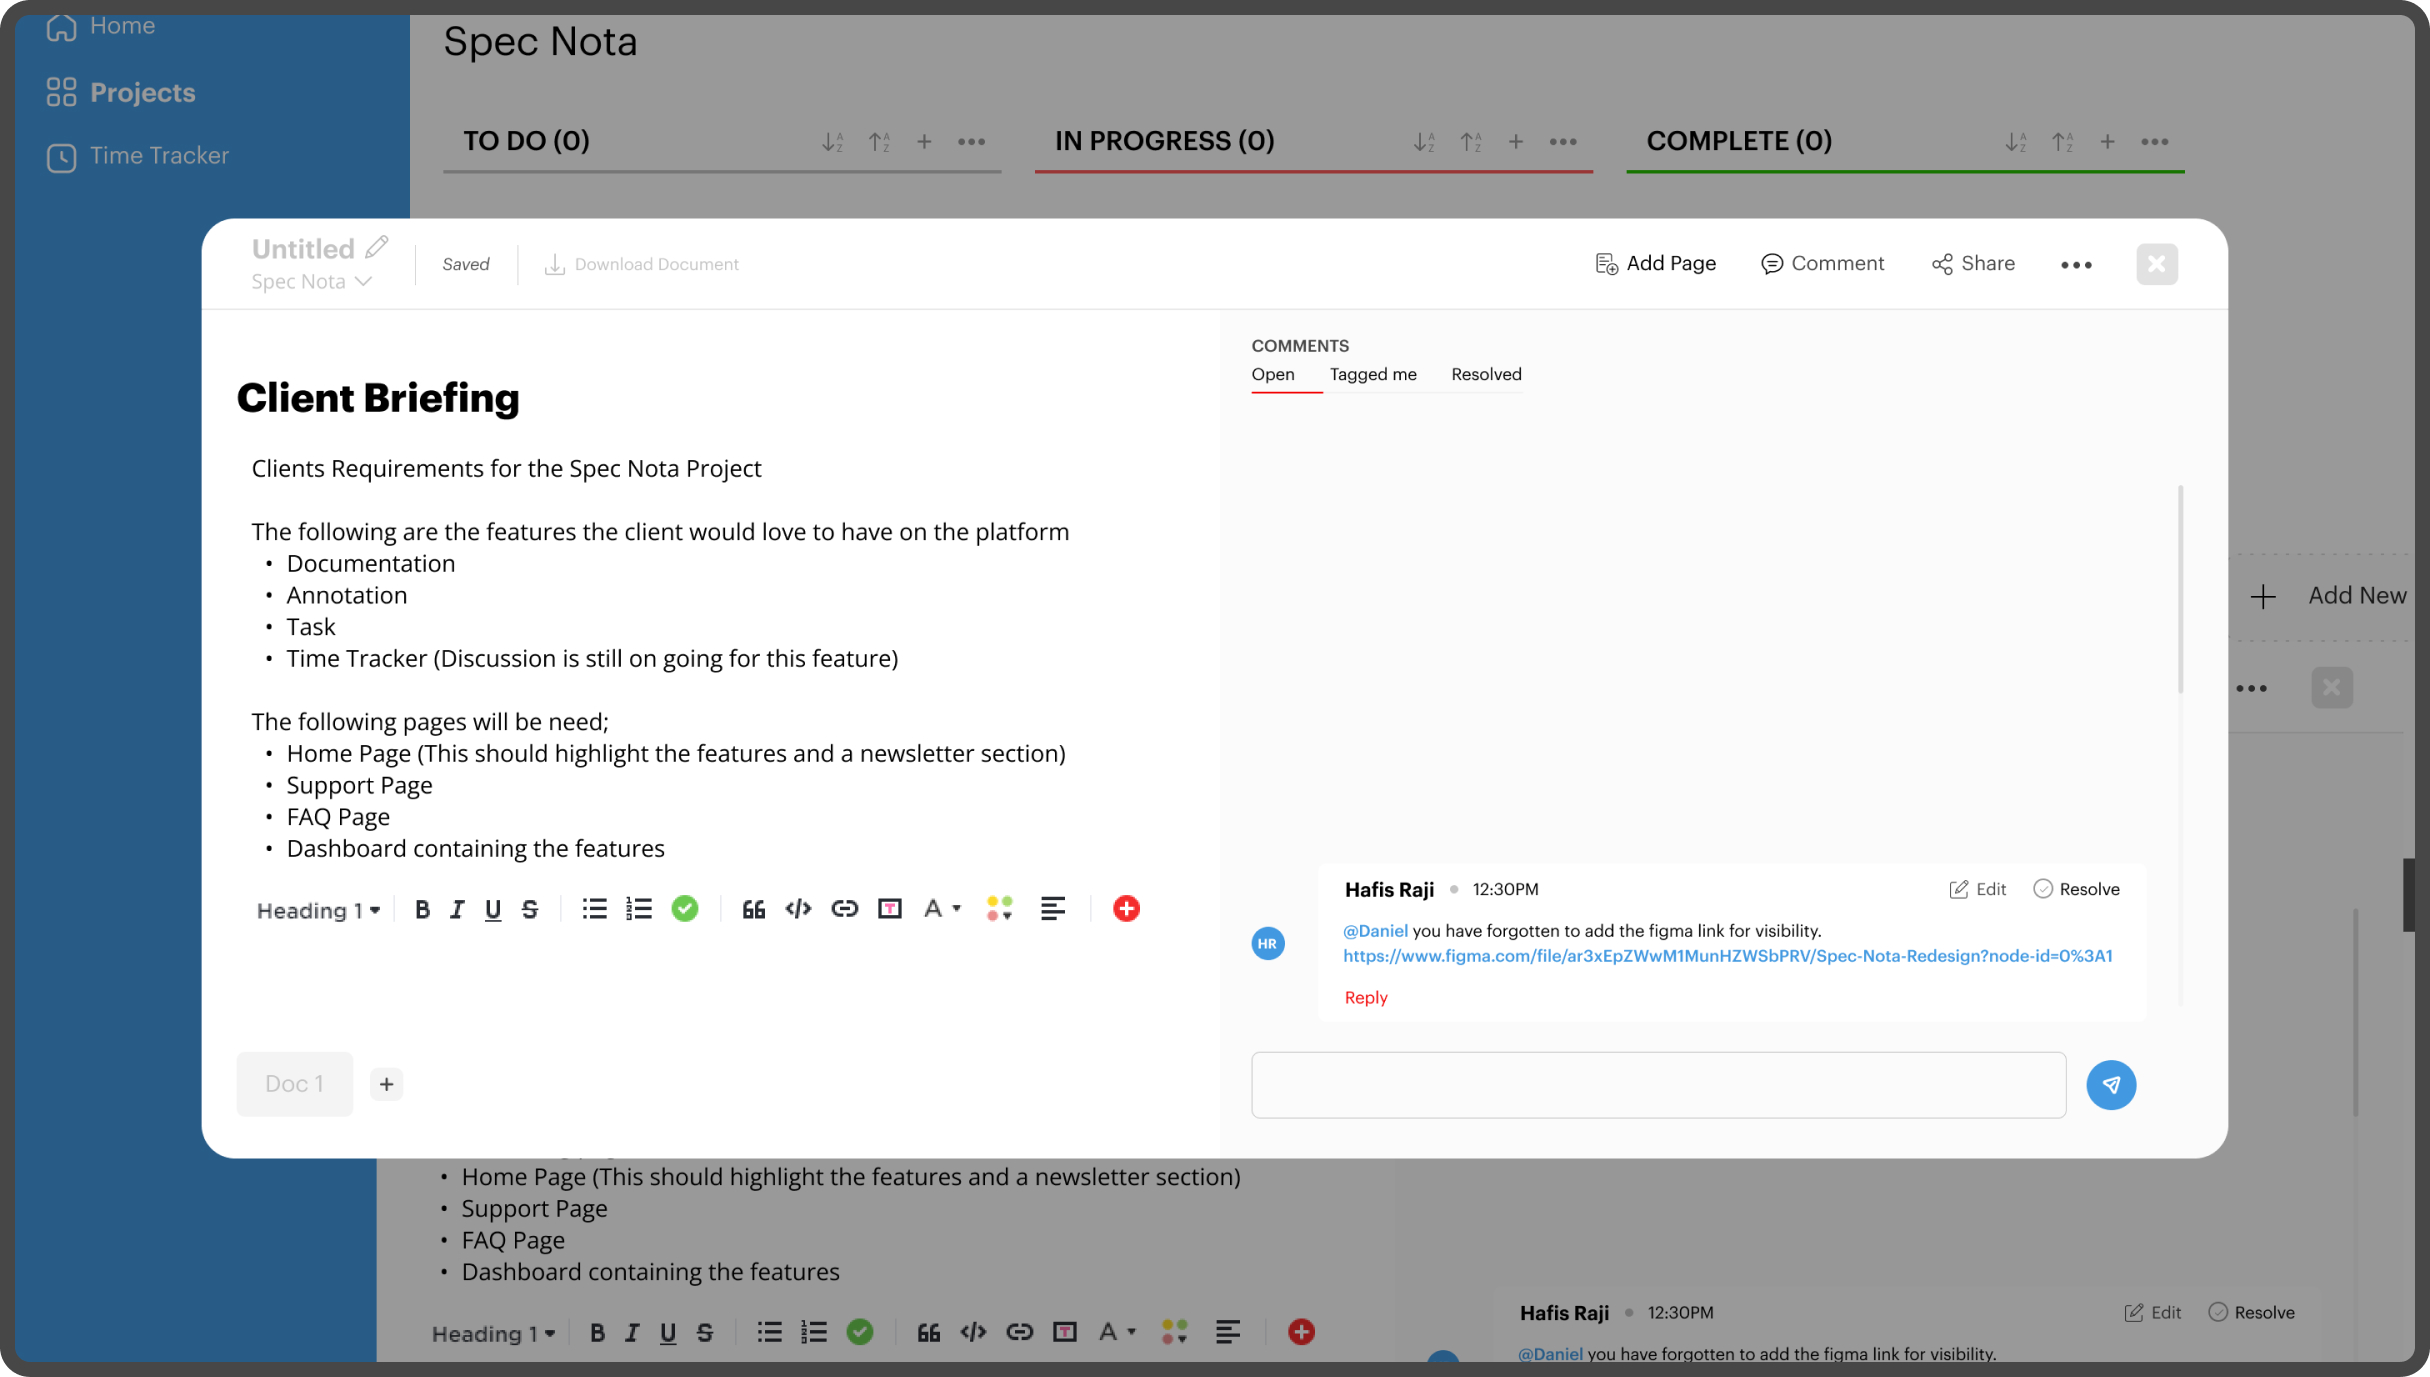 Home
Projects
Time Tracker
Spec Nota
TO DO (0)
IN PROGRESS (0)
COMPLETE (0)
Untitled
Spec Nota
Saved
Download Document
Add Page
Comment
Share
Client Briefing
Clients Requirements for the Spec Nota Project
The following are the features the client would love to have on the platform
• Documentation
• Annotation
• Task
• Time Tracker (Discussion is still on going for this feature)
The following pages will be need;
• Home Page (This should highlight the features and a newsletter section)
• Support Page
• FAQ Page
• Dashboard containing the features
Heading 1
B I U S
A
Doc 1
+
COMMENTS
Open
Tagged me
Resolved
Hafis Raji
12:30PM
Edit
Resolve
HR
@Daniel you have forgotten to add the figma link for visibility.
https://www.figma.com/file/ar3xEpZWwM1MunHZWSbPRV/Spec-Nota-Redesign?node-id=0%3A1
Reply
+ Add New
• Home Page (This should highlight the features and a newsletter section)
• Support Page
• FAQ Page
• Dashboard containing the features
Heading 1
B I U S
A
Hafis Raji
12:30PM
Edit
Resolve
@Daniel you have forgotten to add the figma link for visibility.